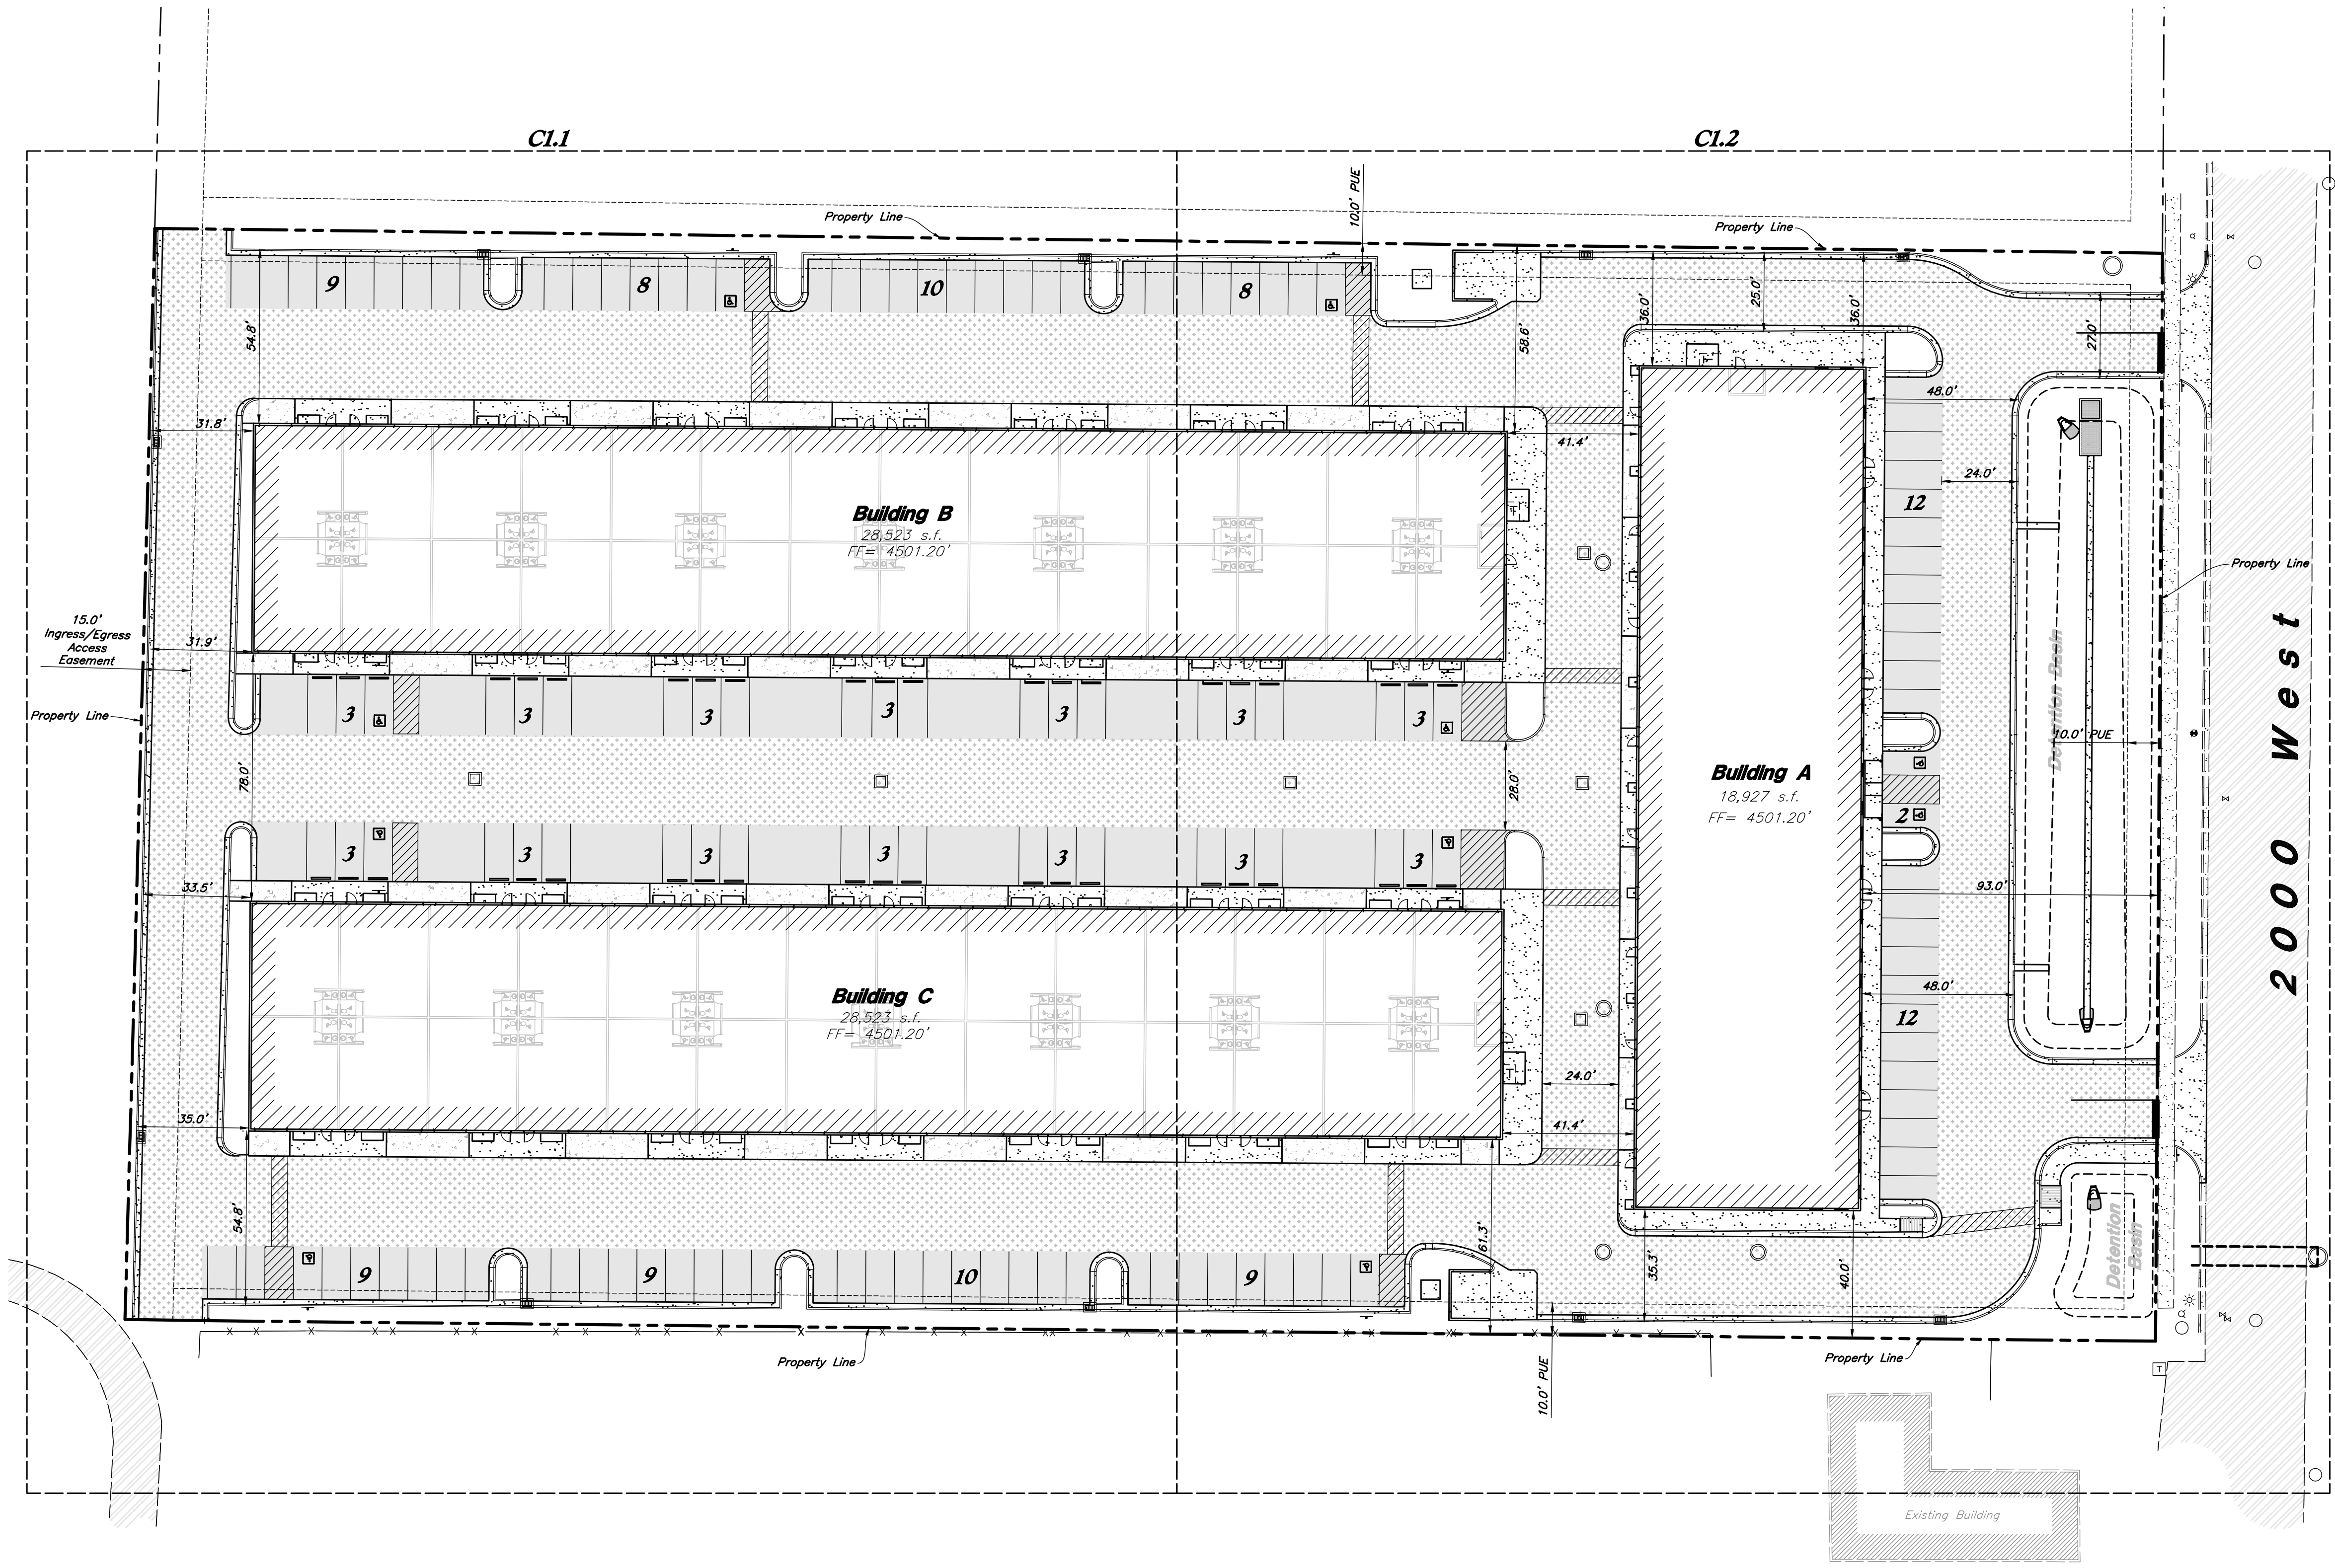 C1.1
C1.2
10.0' PUE
Property Line
Property Line
9
8
10
8
54.8'
58.6'
36.0'
25.0'
36.0'
27.0'
31.8'
41.4'
48.0'
24.0'
12
T
T
Building B
28,523 s.f.
FF= 4501.20'
Property Line
15.0'
Ingress/Egress
Access
Easement
31.9'
Property Line
Detention Basin
10.0' PUE
2000 West
3
3
3
3
3
3
3
78.0'
28.0'
Building A
18,927 s.f.
FF= 4501.20'
2
3
3
3
3
3
3
3
33.5'
93.0'
Building C
28,523 s.f.
FF= 4501.20'
48.0'
12
T
24.0'
35.0'
41.4'
54.8'
61.3'
35.3'
40.0'
Detention
Basin
9
9
10
9
Property Line
Property Line
10.0' PUE
T
Existing Building